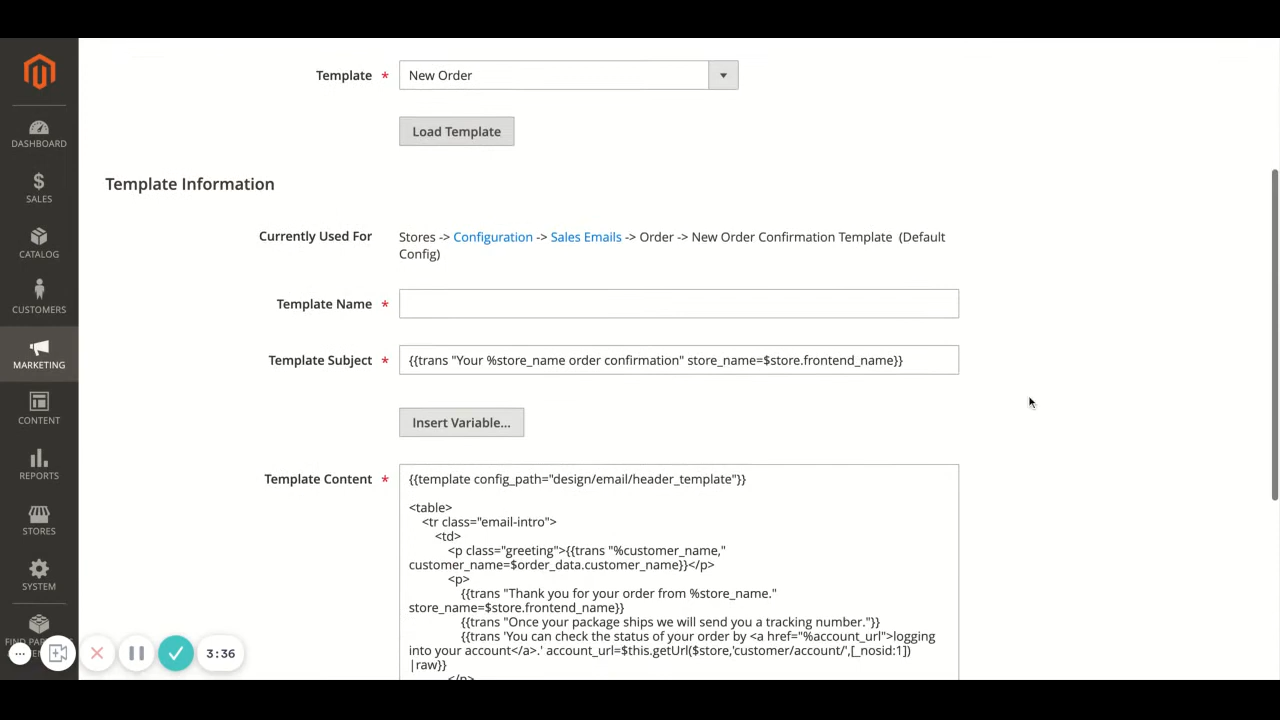 Template *
New Order
Load Template
Template Information
Currently Used For
Stores -> Configuration -> Sales Emails -> Order -> New Order Confirmation Template (Default
Config)
Template Name *
Template Subject *
{{trans "Your %store_name order confirmation" store_name=$store.frontend_name}}
Insert Variable...
Template Content *
{{template config_path="design/email/header_template"}}
<table>
<tr class="email-intro">
<td>
<p class="greeting">{{trans "%customer_name,"
customer_name=$order_data.customer_name}}</p>
<p>
{{trans "Thank you for your order from %store_name."
store_name=$store.frontend_name}}
{{trans "Once your package ships we will send you a tracking number."}}
{{trans 'You can check the status of your order by <a href="%account_url">logging
into your account</a>.' account_url=$this.getUrl($store,'customer/account/',[_nosid:1])
|raw}}
</p>
DASHBOARD
SALES
CATALOG
CUSTOMERS
MARKETING
CONTENT
REPORTS
STORES
SYSTEM
FIND
3:36